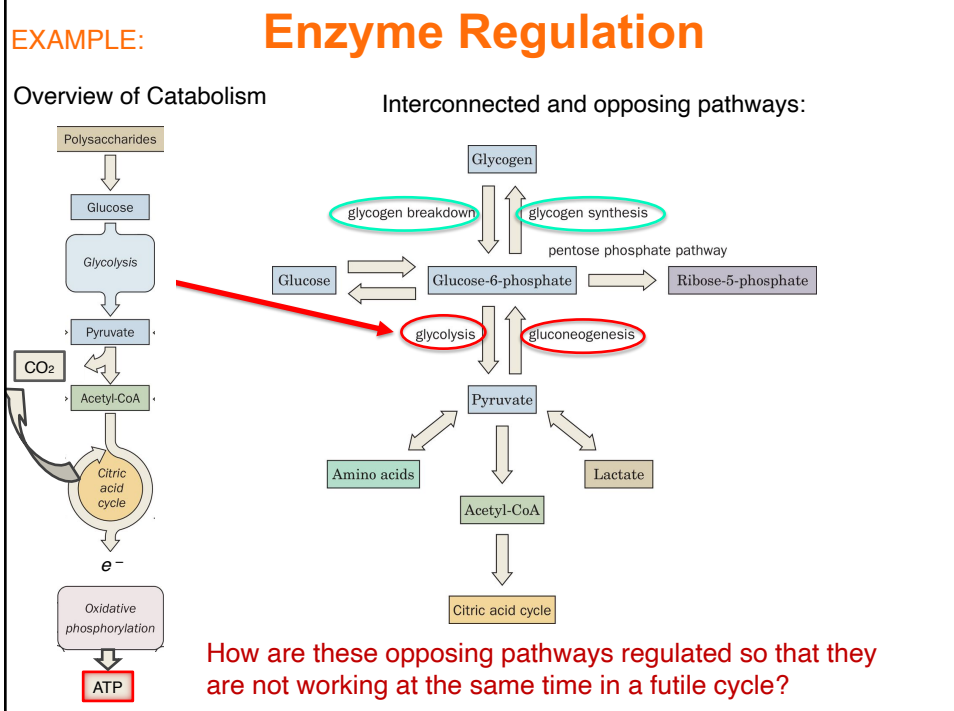 EXAMPLE:
Enzyme Regulation
Overview of Catabolism
Polysaccharides
Glucose
Glycolysis
Pyruvate
CO2
Acetyl-CoA
Citric
acid
cycle
e−
Oxidative
phosphorylation
ATP
Interconnected and opposing pathways:
Glycogen
glycogen breakdown
glycogen synthesis
pentose phosphate pathway
Glucose
Glucose-6-phosphate
Ribose-5-phosphate
glycolysis
gluconeogenesis
Pyruvate
Amino acids
Lactate
Acetyl-CoA
Citric acid cycle
How are these opposing pathways regulated so that they
are not working at the same time in a futile cycle?